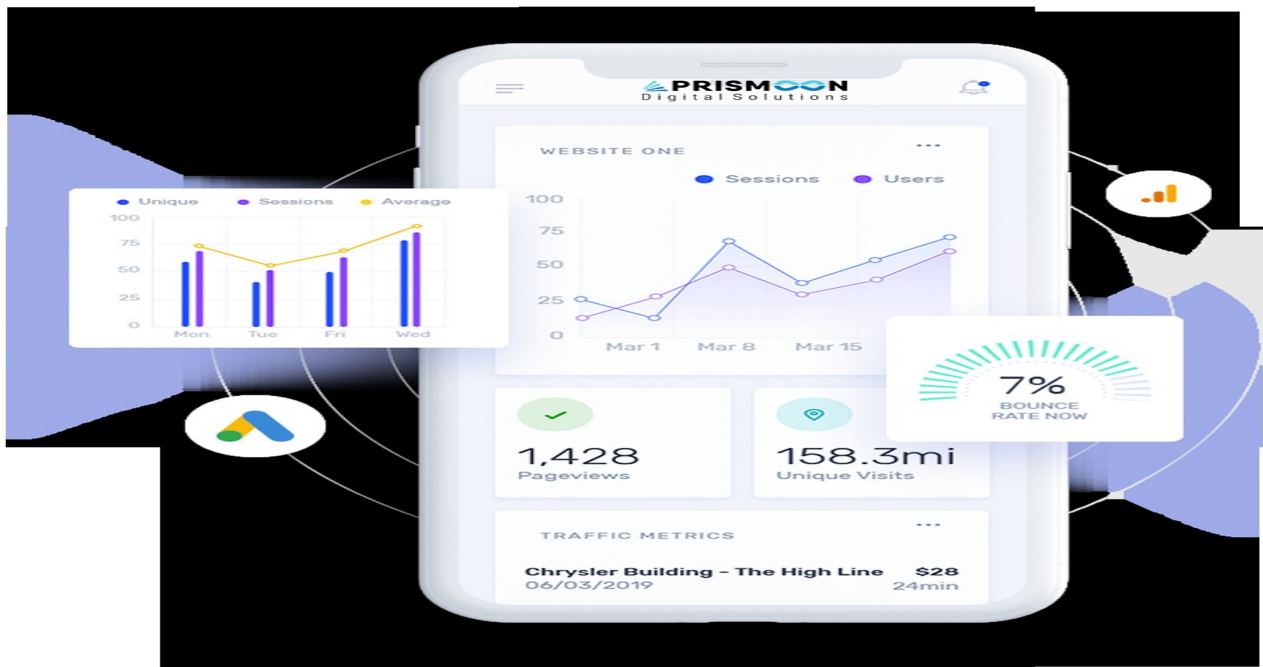 PRISMOON
Digital Solutions
WEBSITE ONE
Sessions Users
100
75
50
25
0
Mar 1 Mar 8 Mar 15
Unique Sessions Average
100
75
50
25
0
Mon Tue Fri Wed
7%
BOUNCE
RATE NOW
1,428
Pageviews
158.3mi
Unique Visits
TRAFFIC METRICS
Chrysler Building - The High Line $28
06/03/2019 24min